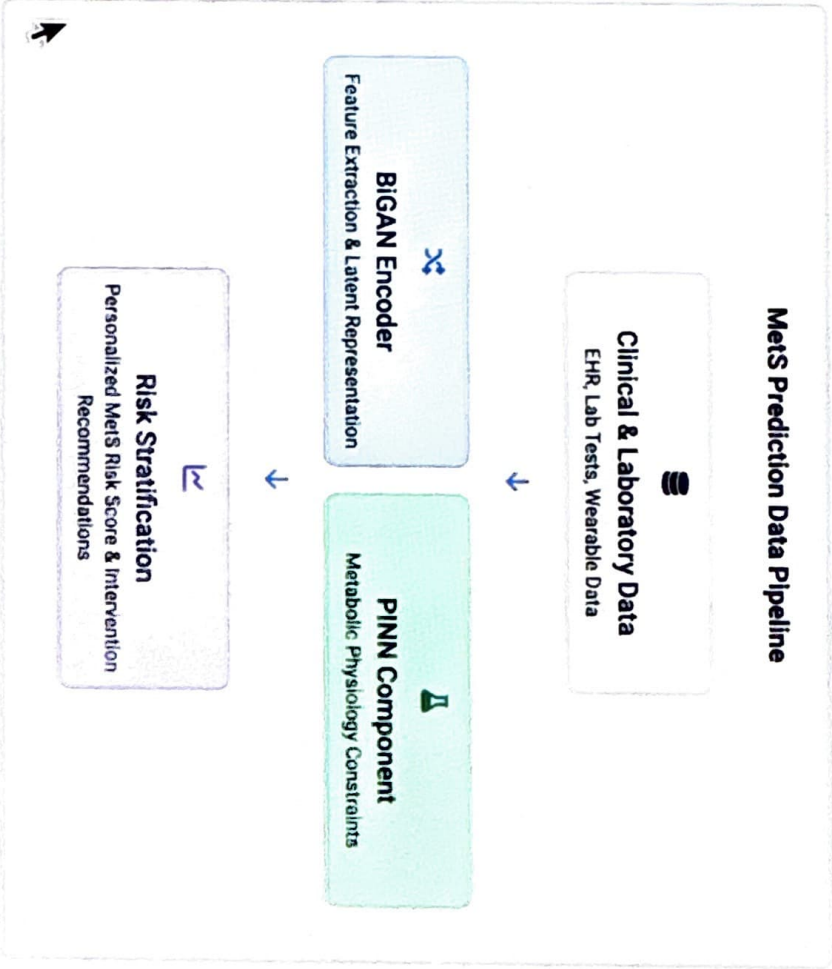 MetS Prediction Data Pipeline
Clinical & Laboratory Data
EHR, Lab Tests, Wearable Data
BiGAN Encoder
Feature Extraction & Latent Representation
PINN Component
Metabolic Physiology Constraints
Risk Stratification
Personalized MetS Risk Score & Intervention
Recommendations